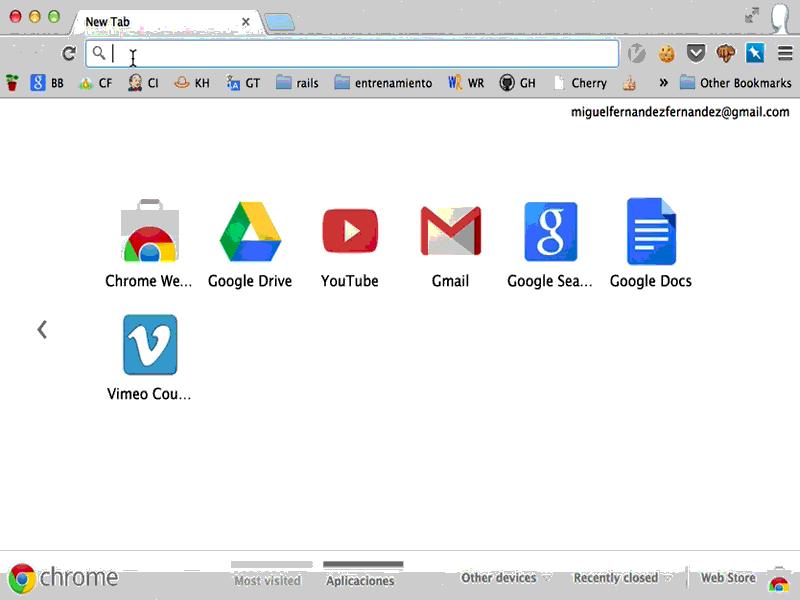 New Tab
BB CF CI KH GT rails entrenamiento WR GH Cherry » Other Bookmarks
miguelfernandezfernandez@gmail.com
Chrome We... Google Drive YouTube Gmail Google Sea... Google Docs
Vimeo Cou...
chrome Most visited Aplicaciones Other devices Recently closed Web Store